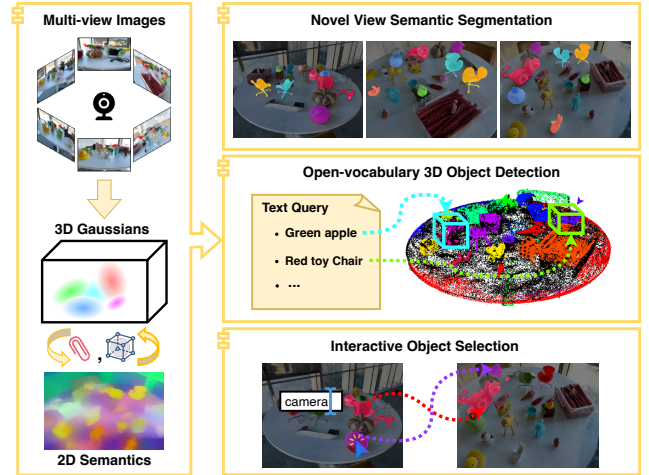 Multi-view Images
3D Gaussians
,
2D Semantics
Novel View Semantic Segmentation
Open-vocabulary 3D Object Detection
Text Query
• Green apple
• Red toy Chair
• ...
Interactive Object Selection
camera